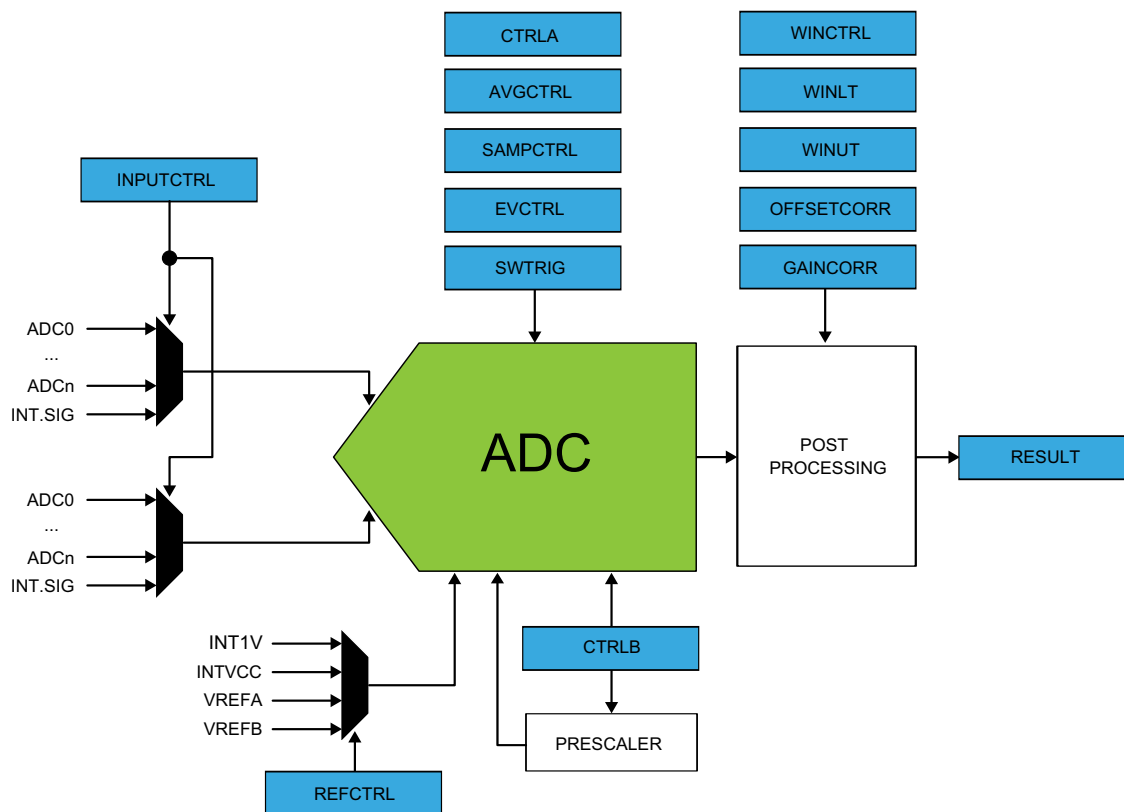 CTRLA
WINCTRL
AVGCTRL
WINLT
SAMPCTRL
WINUT
INPUTCTRL
EVCTRL
OFFSETCORR
SWTRIG
GAINCORR
ADC0
...
ADCn
INT.SIG
ADC
POST
PROCESSING
RESULT
ADC0
...
ADCn
INT.SIG
INT1V
INTVCC
VREFA
VREFB
CTRLB
PRESCALER
REFCTRL